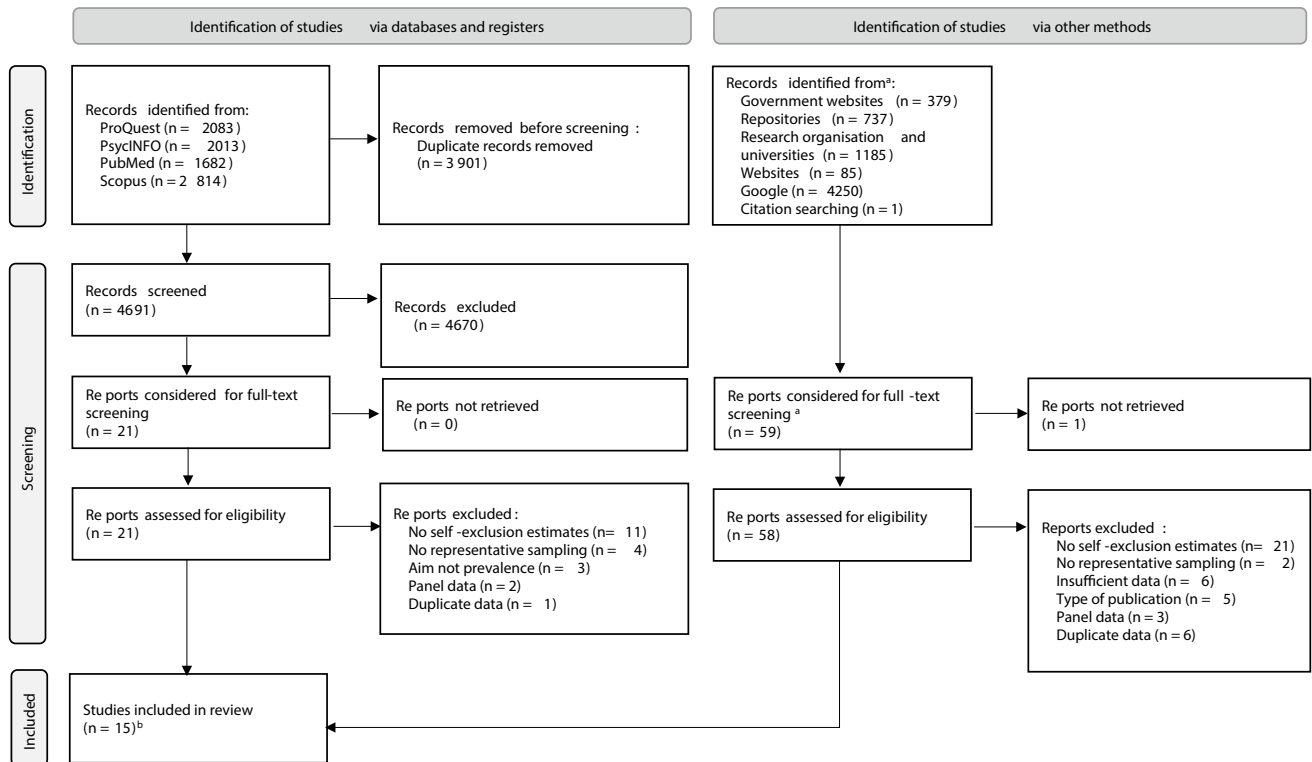 Identification of studies via databases and registers
Identification of studies via other methods
Identification
Records identified from:
ProQuest (n = 2083)
PsycINFO (n = 2013)
PubMed (n = 1682)
Scopus (n = 2 814)
Records removed before screening :
Duplicate records removed
(n = 3 901)
Records identified fromᵃ:
Government websites (n = 379)
Repositories (n = 737)
Research organisation and
universities (n = 1185)
Websites (n = 85)
Google (n = 4250)
Citation searching (n = 1)
Screening
Records screened
(n = 4691)
Records excluded
(n = 4670)
Re ports considered for full-text
screening
(n = 21)
Re ports not retrieved
(n = 0)
Re ports considered for full -text
screening ᵃ
(n = 59)
Re ports not retrieved
(n = 1)
Re ports assessed for eligibility
(n = 21)
Re ports excluded :
No self -exclusion estimates (n= 11)
No representative sampling (n = 4)
Aim not prevalence (n = 3)
Panel data (n = 2)
Duplicate data (n = 1)
Re ports assessed for eligibility
(n = 58)
Reports excluded :
No self -exclusion estimates (n= 21)
No representative sampling (n = 2)
Insufficient data (n = 6)
Type of publication (n = 5)
Panel data (n = 3)
Duplicate data (n = 6)
Included
Studies included in review
(n = 15)ᵇ